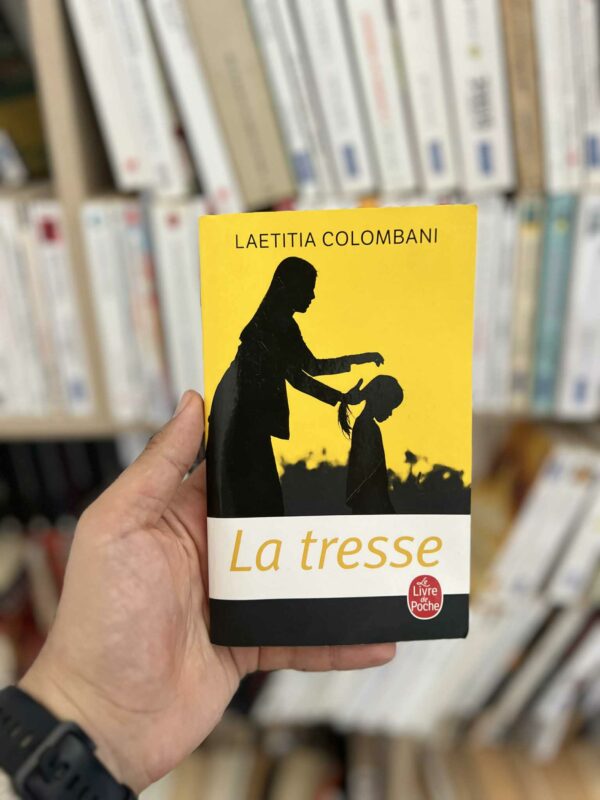 LAETITIA COLOMBANI
La tresse
Le
Livre
de
Poche